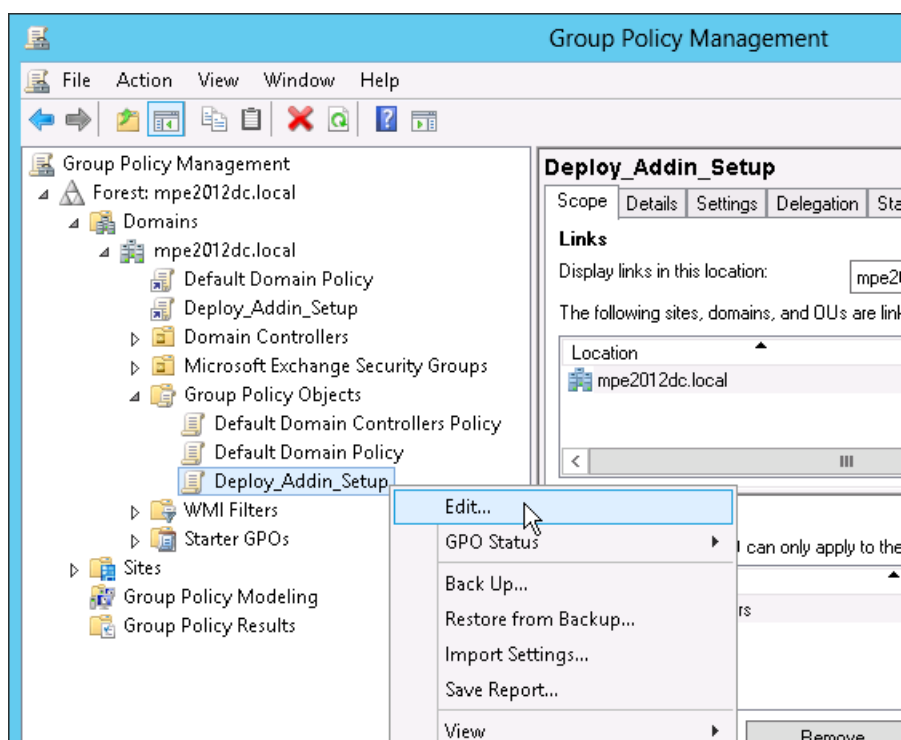 Group Policy Management
File Action View Window Help
Group Policy Management
Forest: mpe2012dc.local
Domains
mpe2012dc.local
Default Domain Policy
Deploy_Addin_Setup
Domain Controllers
Microsoft Exchange Security Groups
Group Policy Objects
Default Domain Controllers Policy
Default Domain Policy
Deploy_Addin_Setup
WMI Filters
Starter GPOs
Sites
Group Policy Modeling
Group Policy Results
Deploy_Addin_Setup
Scope Details Settings Delegation Sta
Links
Display links in this location: mpe20
The following sites, domains, and OUs are link
Location
mpe2012dc.local
Edit...
GPO Status
Back Up...
Restore from Backup...
Import Settings...
Save Report...
View
can only apply to the
rs
Remove